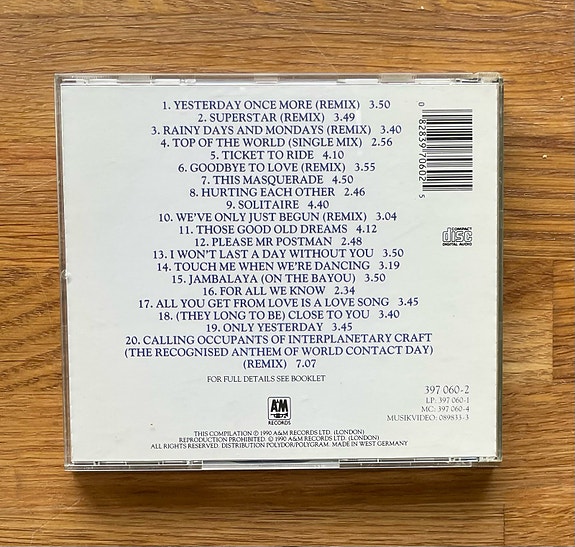 1. YESTERDAY ONCE MORE (REMIX) 3.50
2. SUPERSTAR (REMIX) 3.49
3. RAINY DAYS AND MONDAYS (REMIX) 3.40
4. TOP OF THE WORLD (SINGLE MIX) 2.56
5. TICKET TO RIDE 4.10
6. GOODBYE TO LOVE (REMIX) 3.55
7. THIS MASQUERADE 4.50
8. HURTING EACH OTHER 2.46
9. SOLITAIRE 4.40
10. WE'VE ONLY JUST BEGUN (REMIX) 3.04
11. THOSE GOOD OLD DREAMS 4.12
12. PLEASE MR POSTMAN 2.48
13. I WON'T LAST A DAY WITHOUT YOU 3.50
14. TOUCH ME WHEN WE'RE DANCING 3.19
15. JAMBALAYA (ON THE BAYOU) 3.50
16. FOR ALL WE KNOW 2.34
17. ALL YOU GET FROM LOVE IS A LOVE SONG 3.45
18. (THEY LONG TO BE) CLOSE TO YOU 3.40
19. ONLY YESTERDAY 3.45
20. CALLING OCCUPANTS OF INTERPLANETARY CRAFT
(THE RECOGNISED ANTHEM OF WORLD CONTACT DAY)
(REMIX) 7.07
FOR FULL DETAILS SEE BOOKLET
0 82839 70602 5
COMPACT
disc
DIGITAL AUDIO
397 060-2
LP: 397 060-1
MC: 397 060-4
MUSIKVIDEO: 089833-3
A&M
RECORDS
THIS COMPILATION ℗ 1990 A&M RECORDS LTD. (LONDON)
REPRODUCTION PROHIBITED. © 1990 A&M RECORDS LTD. (LONDON)
ALL RIGHTS RESERVED. DISTRIBUTION POLYDOR/POLYGRAM. MADE IN WEST GERMANY